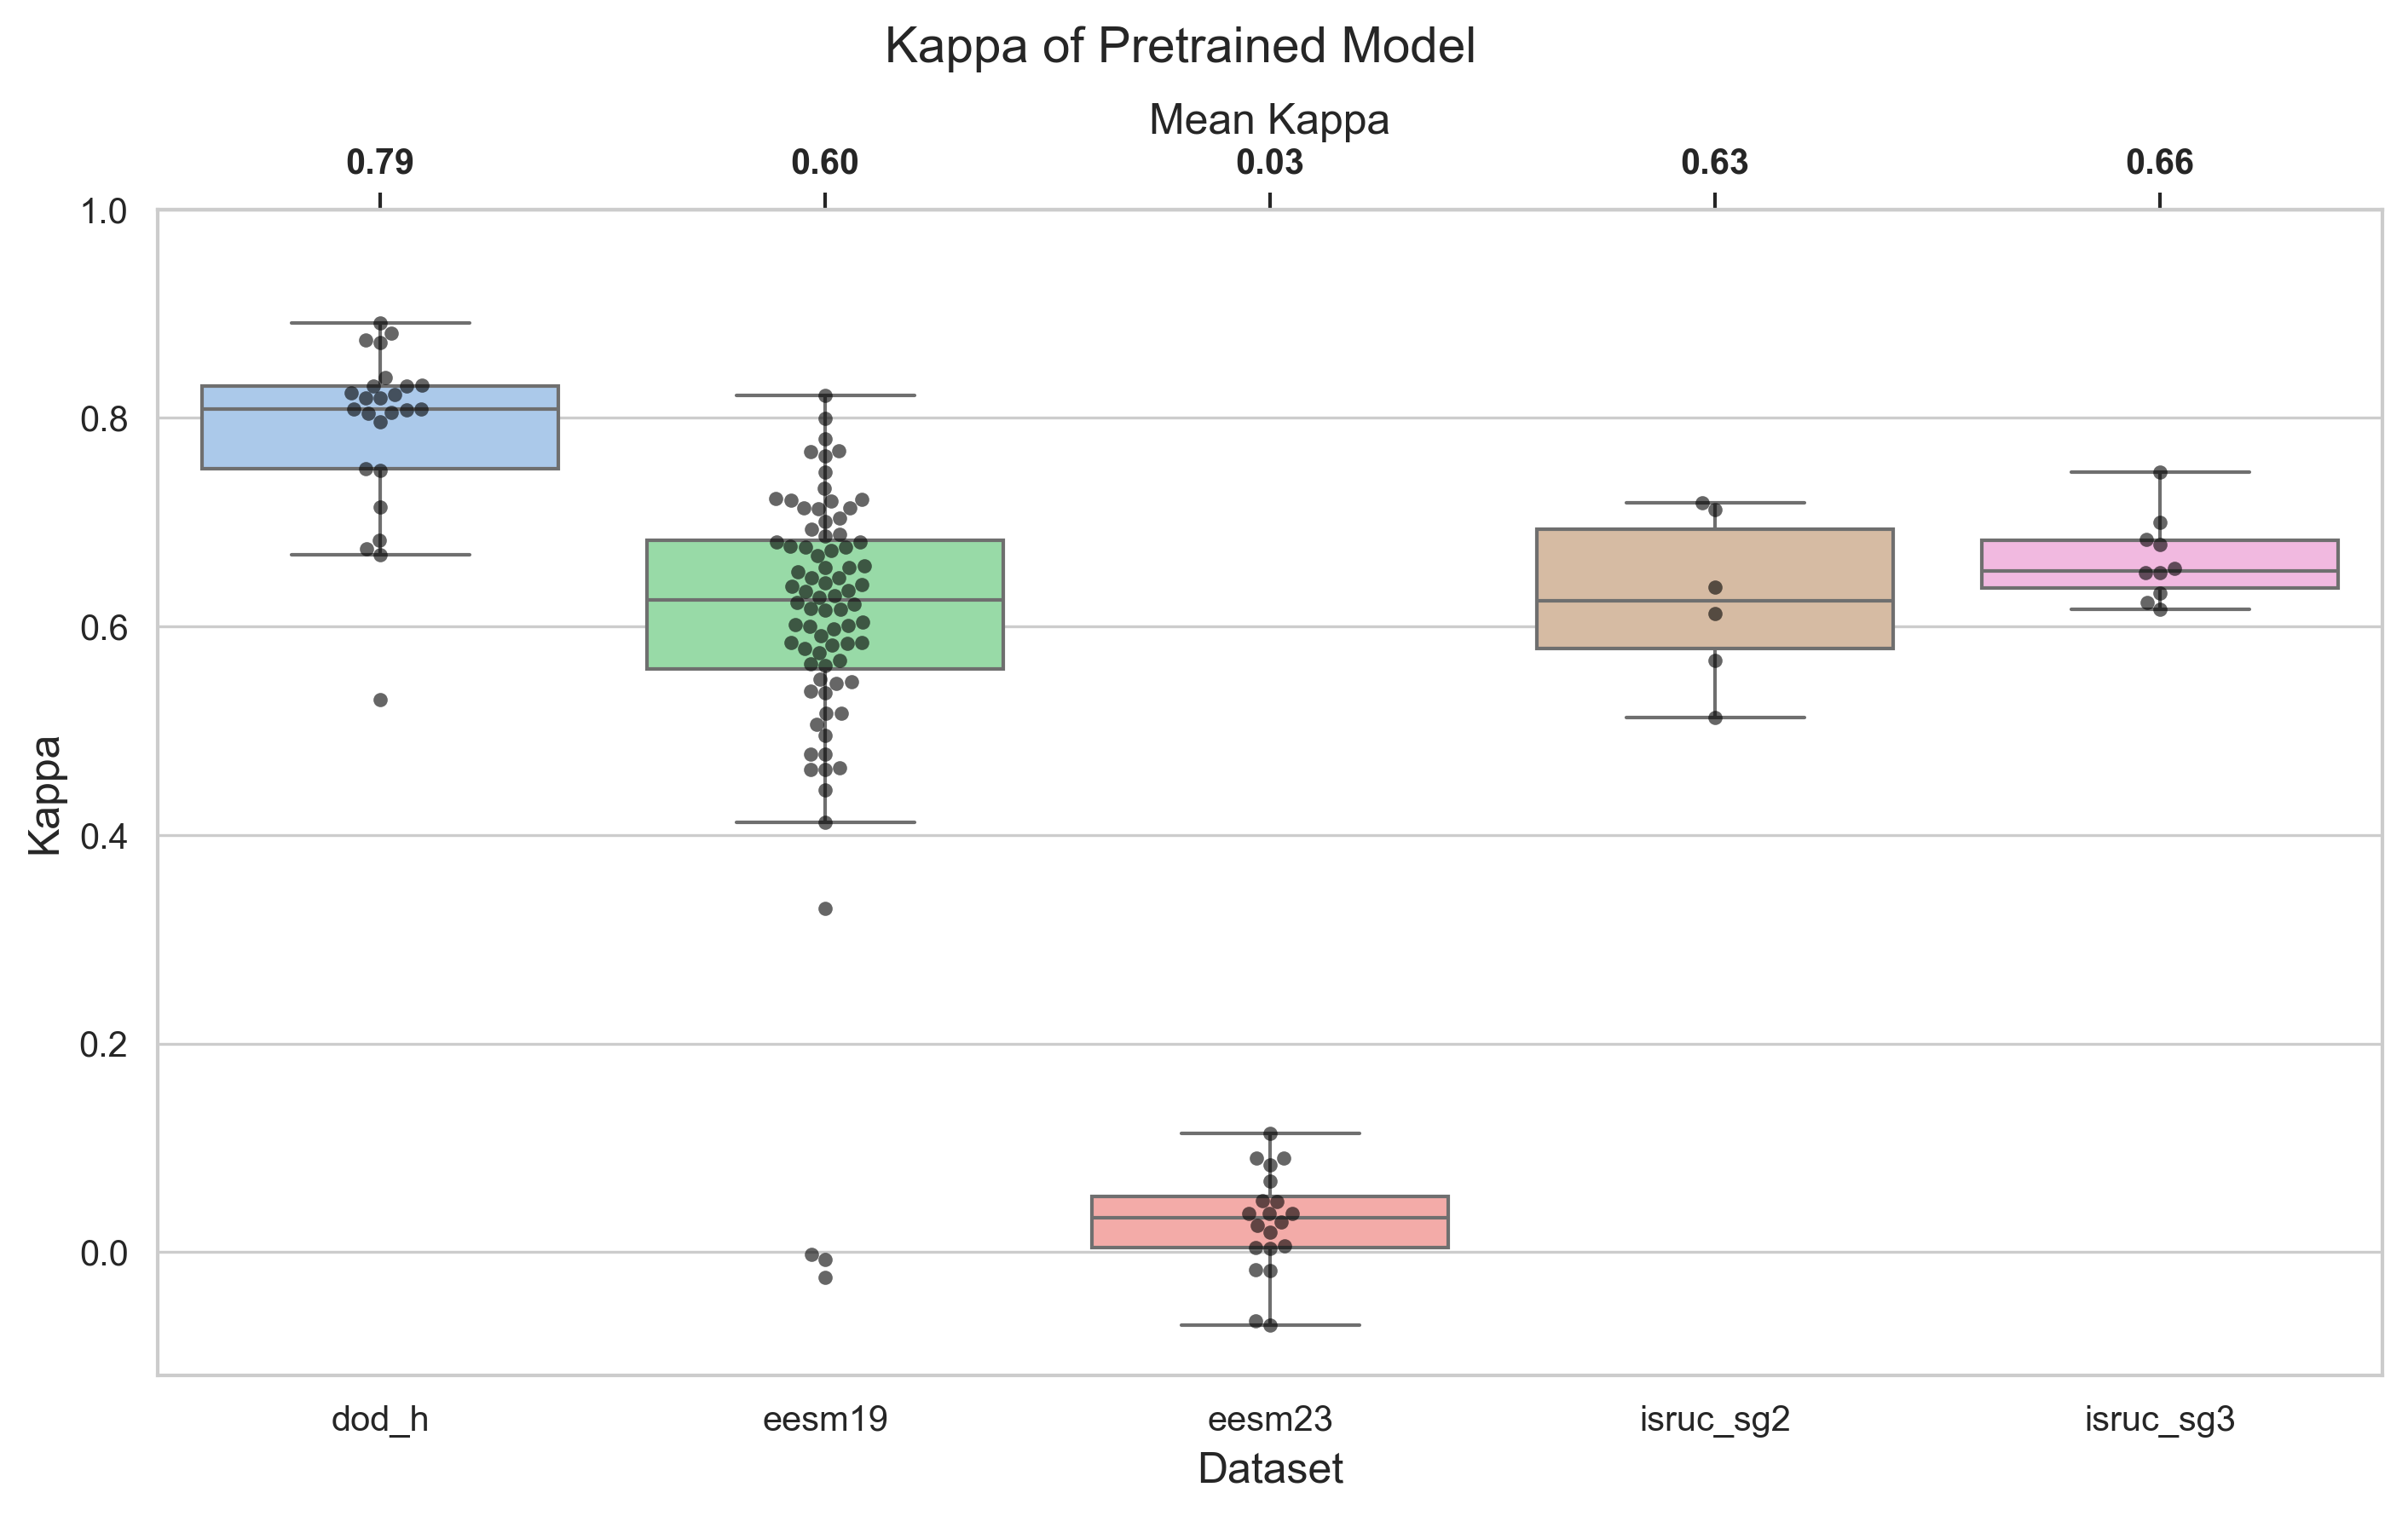 Kappa of Pretrained Model
Mean Kappa
0.79 0.60 0.03 0.63 0.66
1.0
0.8
0.6
0.4
0.2
0.0
Kappa
dod_h eesm19 eesm23 isruc_sg2 isruc_sg3
Dataset